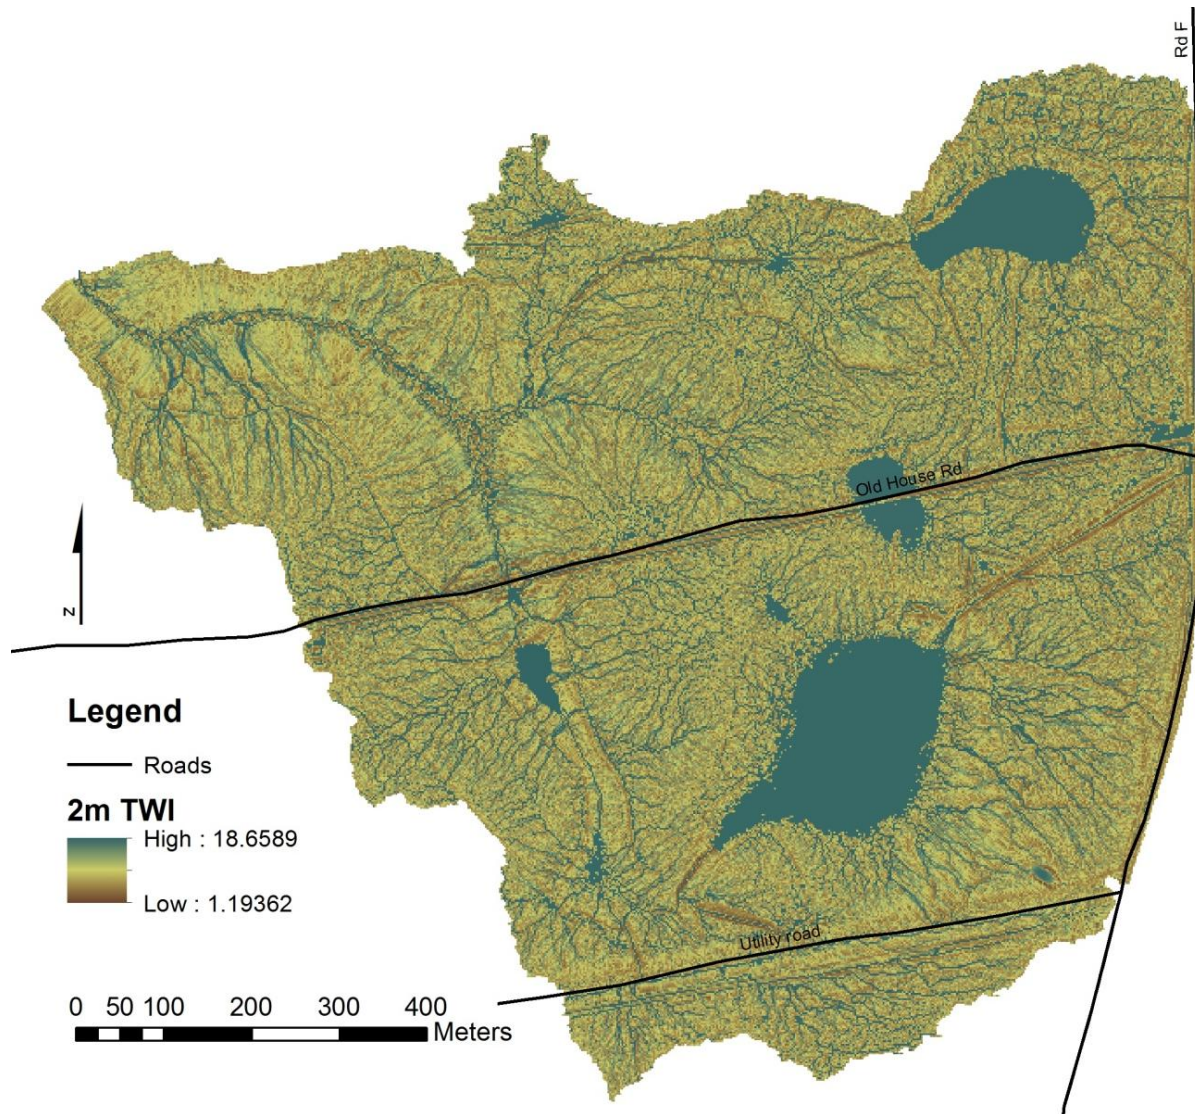 Rd F
Old House Rd
z
Legend
Roads
2m TWI
High : 18.6589
Low : 1.19362
Utility road
0 50 100 200 300 400
Meters